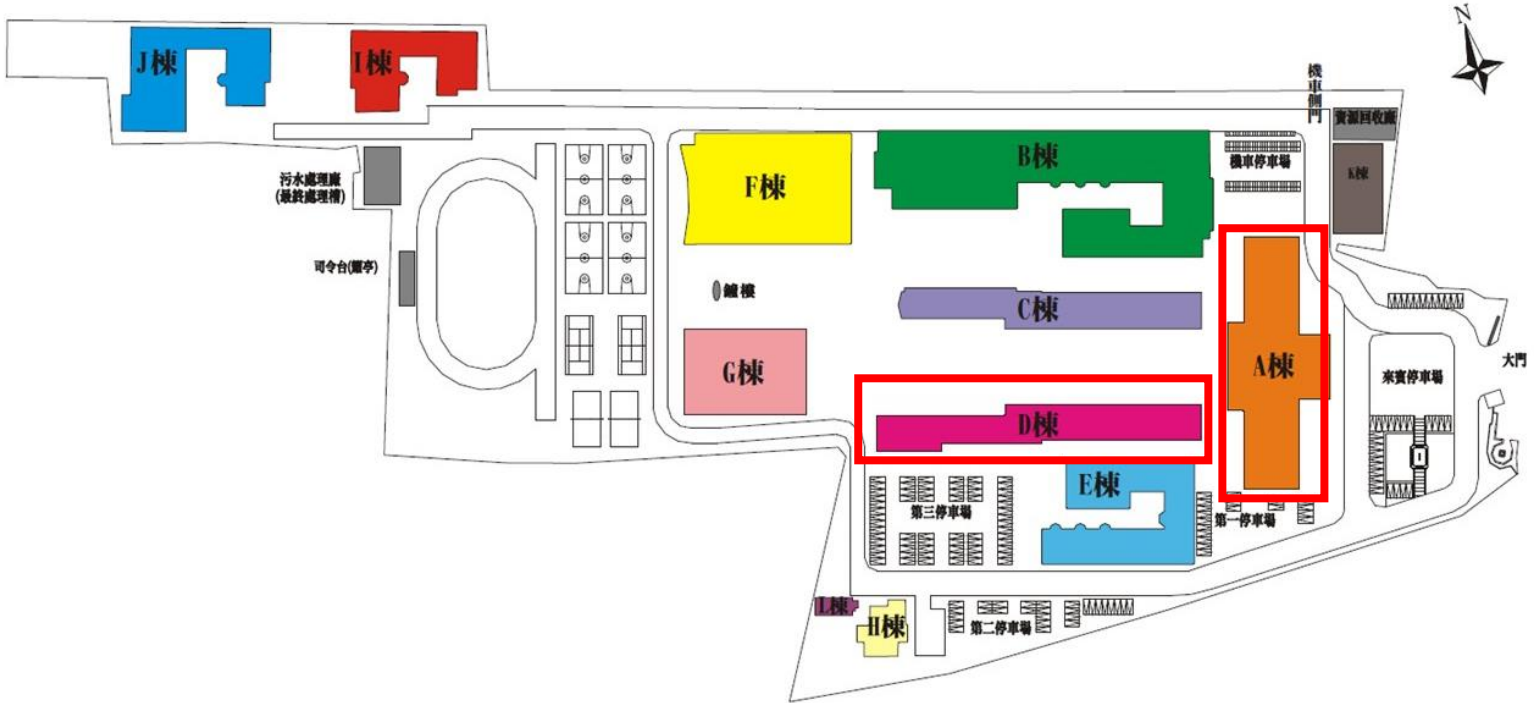 N
J棟
I棟
機車側門
資源回收廠
B棟
機車停車場
F棟
K棟
污水處理廠
(最終處理槽)
司令台(觀亭)
鐘樓
C棟
大門
A棟
G棟
來賓停車場
D棟
E棟
第三停車場
第一停車場
L棟
H棟
第二停車場